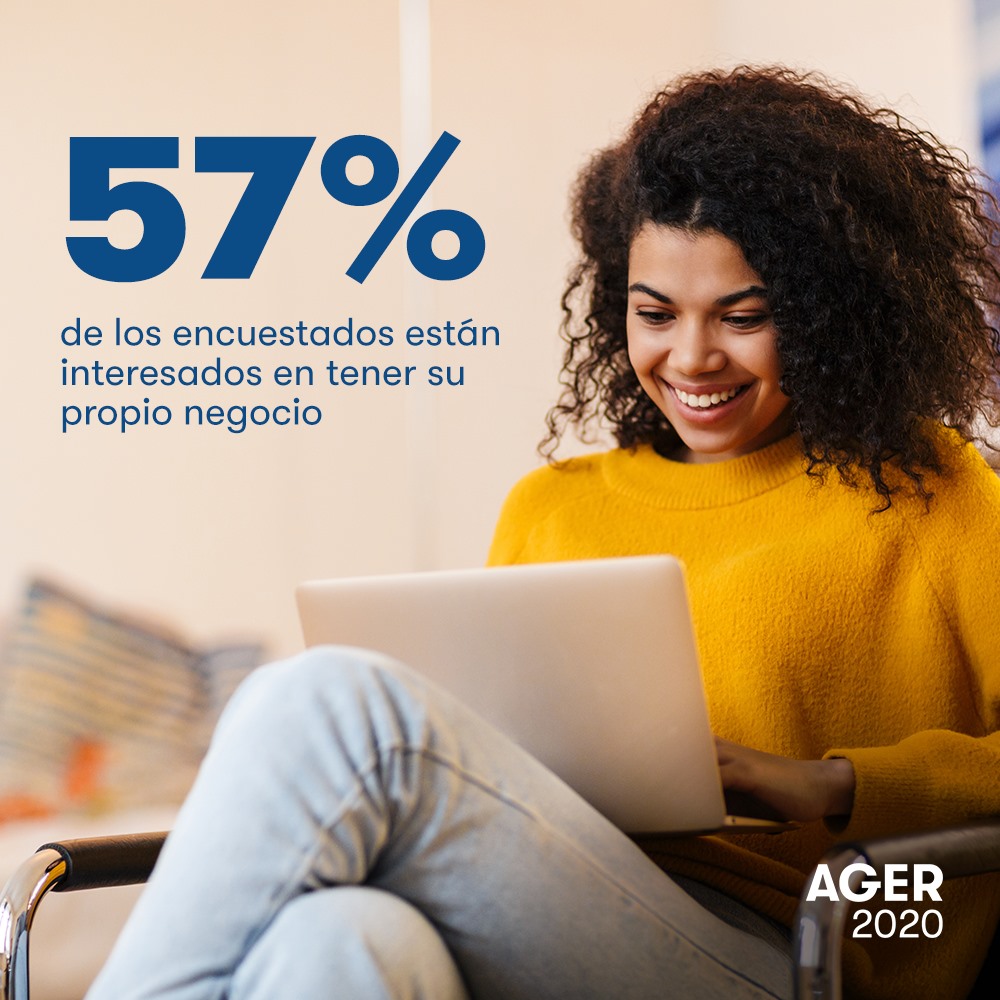 57%
de los encuestados están
interesados en tener su
propio negocio
AGER
2020